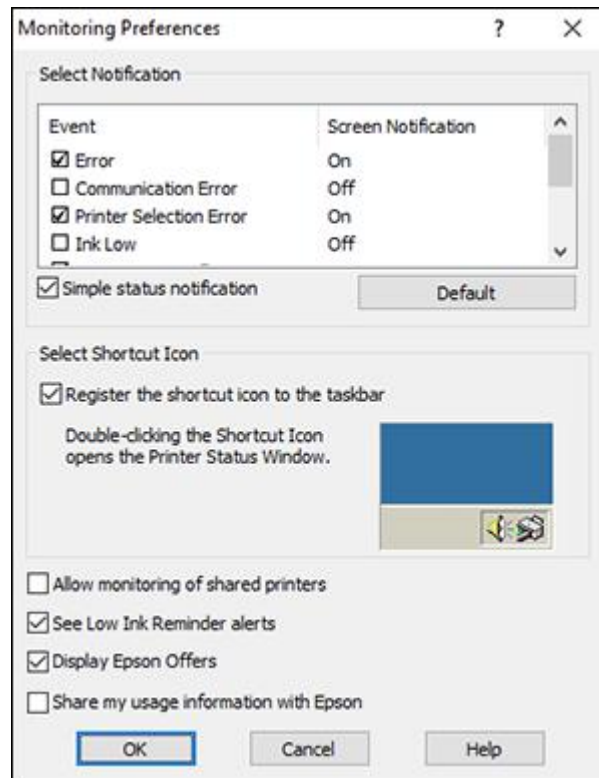 Monitoring Preferences ? ×
Select Notification
Event Screen Notification
Error On
Communication Error Off
Printer Selection Error On
Ink Low Off
Simple status notification Default
Select Shortcut Icon
Register the shortcut icon to the taskbar
Double-clicking the Shortcut Icon
opens the Printer Status Window.
Allow monitoring of shared printers
See Low Ink Reminder alerts
Display Epson Offers
Share my usage information with Epson
OK Cancel Help